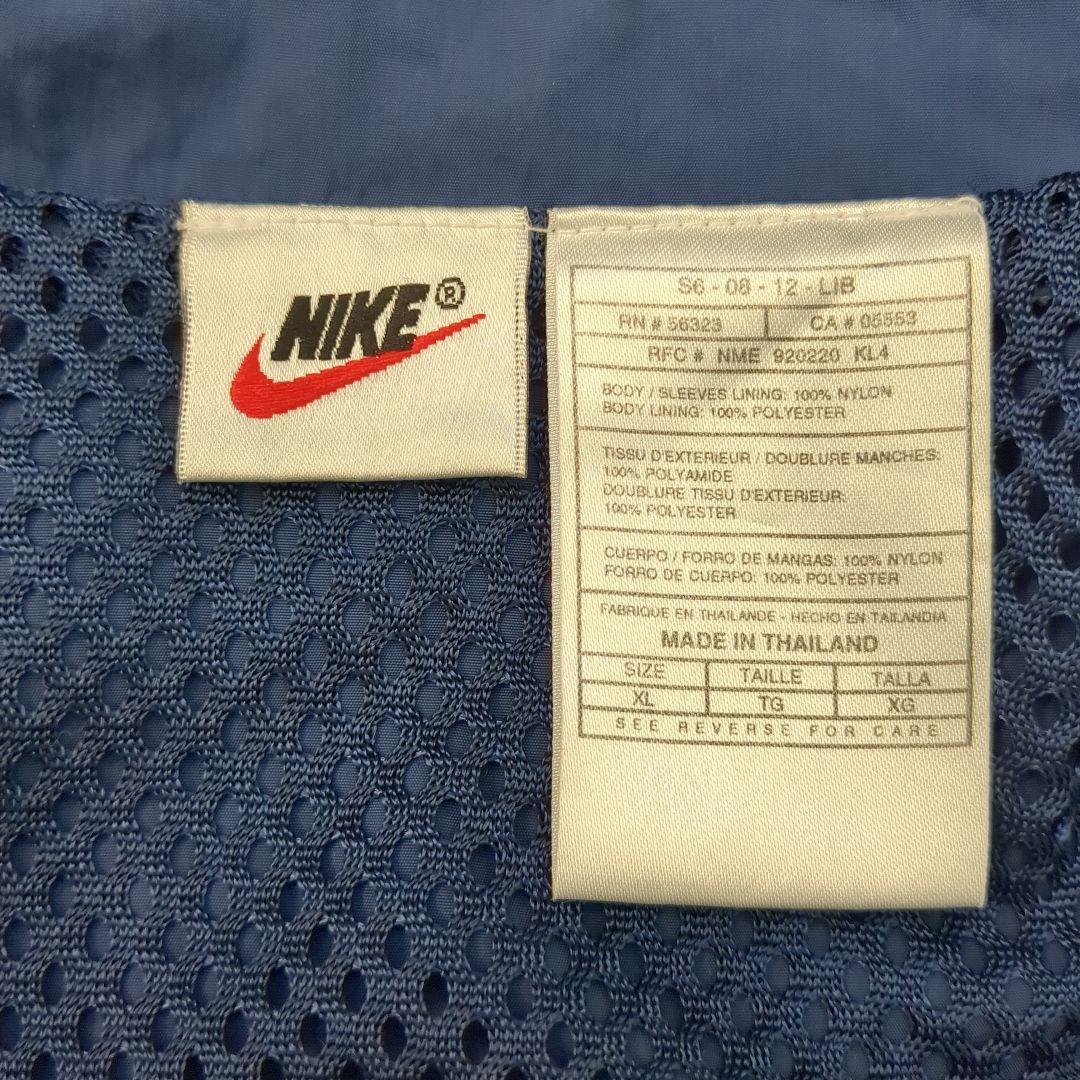 NIKE®
S6 - 08 - 12 - LIB
RN # 56323 CA # 05553
RFC # NME 920220 KL4
BODY / SLEEVES LINING: 100% NYLON
BODY LINING: 100% POLYESTER
TISSU D'EXTERIEUR / DOUBLURE MANCHES:
100% POLYAMIDE
DOUBLURE TISSU D'EXTERIEUR:
100% POLYESTER
CUERPO / FORRO DE MANGAS: 100% NYLON
FORRO DE CUERPO: 100% POLYESTER
FABRIQUE EN THAILANDE - HECHO EN TAILANDIA
MADE IN THAILAND
SIZE TAILLE TALLA
XL TG XG
SEE REVERSE FOR CARE